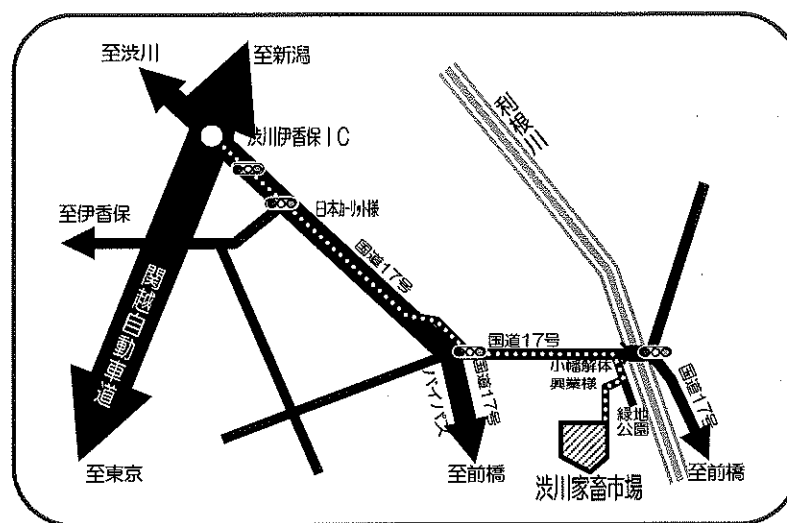 至渋川
至新潟
渋川伊香保IC
利根川
至伊香保
日本カーリット様
国道17号
関越自動車道
国道17号
小幡解体
興業様
国道17号
バイパス
緑地
公園
国道17号
至東京
至前橋
渋川家畜市場
至前橋